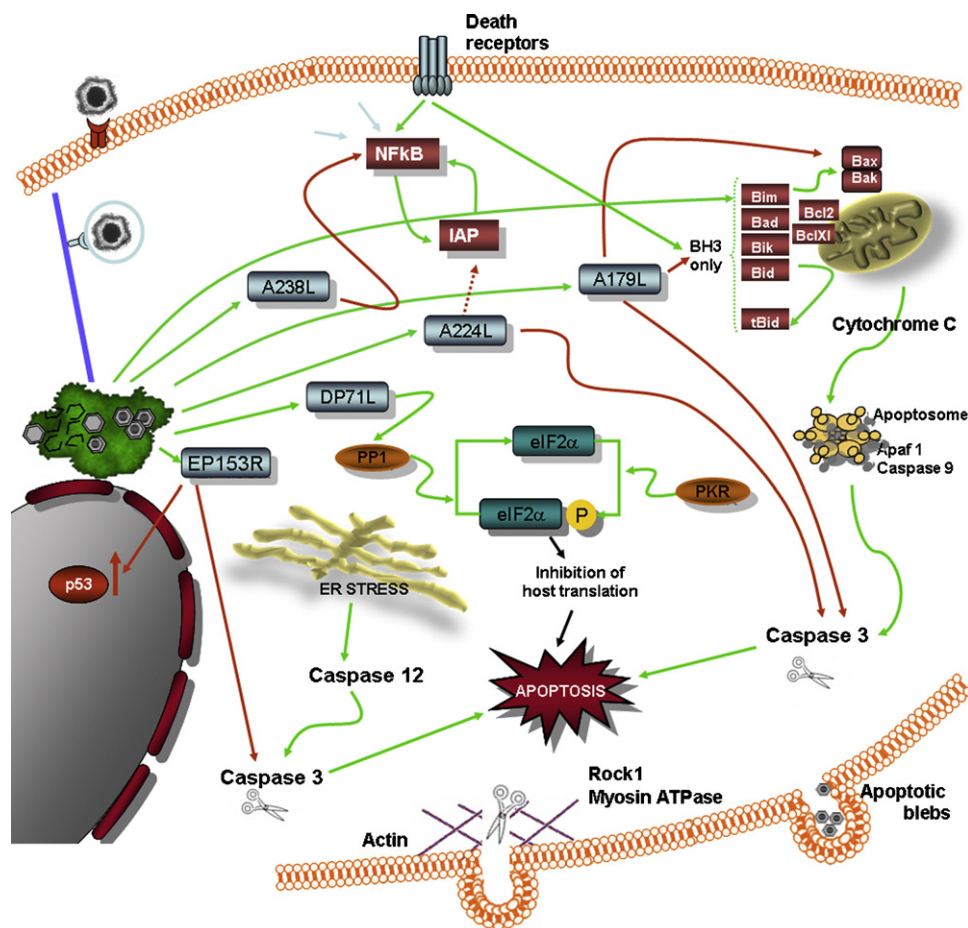 Death
receptors
NFkB
IAP
A238L
A224L
A179L
BH3
only
Bax
Bak
Bim
Bad
Bik
Bid
tBid
Bcl2
BclXl
Cytochrome C
DP71L
EP153R
PP1
eIF2α
eIF2α
P
PKR
Apoptosome
Apaf 1
Caspase 9
p53
ER STRESS
Inhibition of
host translation
Caspase 12
APOPTOSIS
Caspase 3
Caspase 3
Rock1
Myosin ATPase
Actin
Apoptotic
blebs